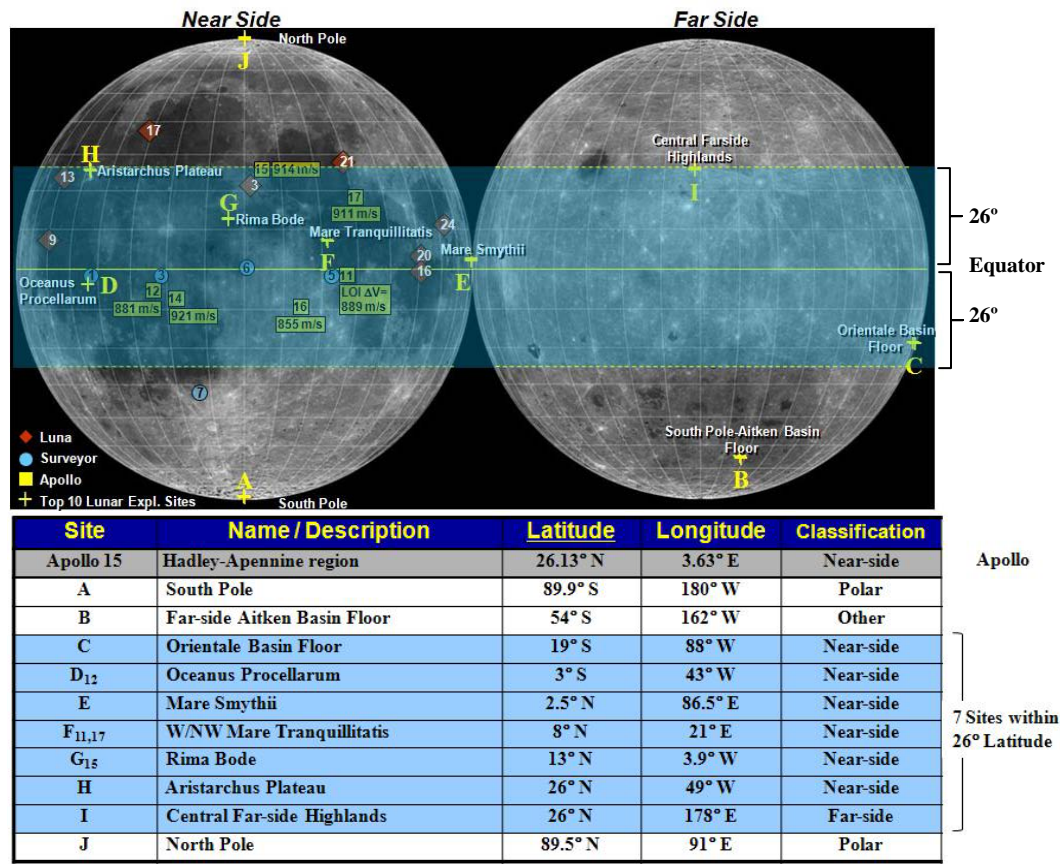 Near Side
Far Side
North Pole
J
17
H
Aristarchus Plateau
13
15 914 m/s
21
3
G
Rima Bode
17
911 m/s
Mare Tranquillitatis
F
24
20
Mare Smythii
9
16
E
6
1
3
5
11
LOI ΔV=
889 m/s
Oceanus
Procellarum
D
12
881 m/s
14
921 m/s
16
855 m/s
7
Luna
Surveyor
Apollo
Top 10 Lunar Expl. Sites
A
South Pole
Central Farside
Highlands
I
26°
Equator
26°
Orientale Basin
Floor
C
South Pole-Aitken Basin
Floor
B
Site Name / Description Latitude Longitude Classification
Apollo 15 Hadley-Apennine region 26.13° N 3.63° E Near-side
Apollo
A South Pole 89.9° S 180° W Polar
B Far-side Aitken Basin Floor 54° S 162° W Other
C Orientale Basin Floor 19° S 88° W Near-side
D12 Oceanus Procellarum 3° S 43° W Near-side
E Mare Smythii 2.5° N 86.5° E Near-side
F11,17 W/NW Mare Tranquillitatis 8° N 21° E Near-side
G15 Rima Bode 13° N 3.9° W Near-side
H Aristarchus Plateau 26° N 49° W Near-side
I Central Far-side Highlands 26° N 178° E Far-side
J North Pole 89.5° N 91° E Polar
7 Sites within
26° Latitude